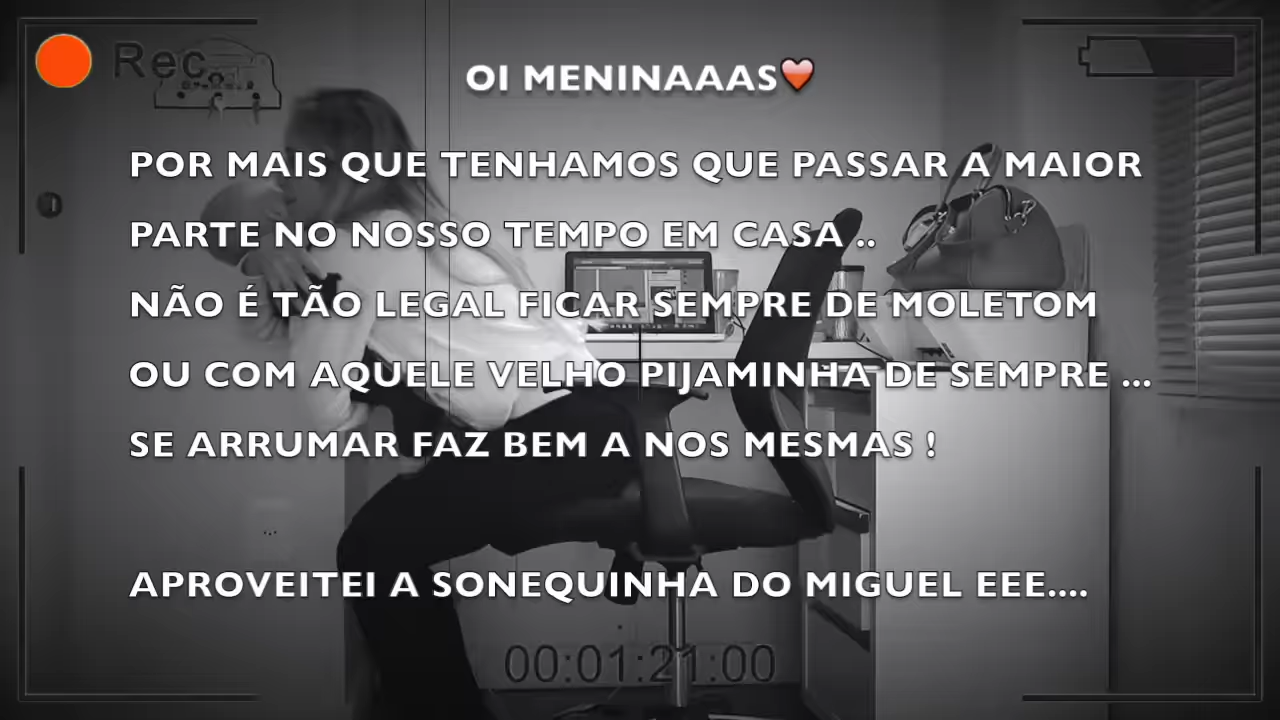 Rec
OI MENINAAAS❤
POR MAIS QUE TENHAMOS QUE PASSAR A MAIOR
PARTE NO NOSSO TEMPO EM CASA ..
NÃO É TÃO LEGAL FICAR SEMPRE DE MOLETOM
OU COM AQUELE VELHO PIJAMINHA DE SEMPRE ...
SE ARRUMAR FAZ BEM A NOS MESMAS !
APROVEITEI A SONEQUINHA DO MIGUEL EEE....
00:01:21:00